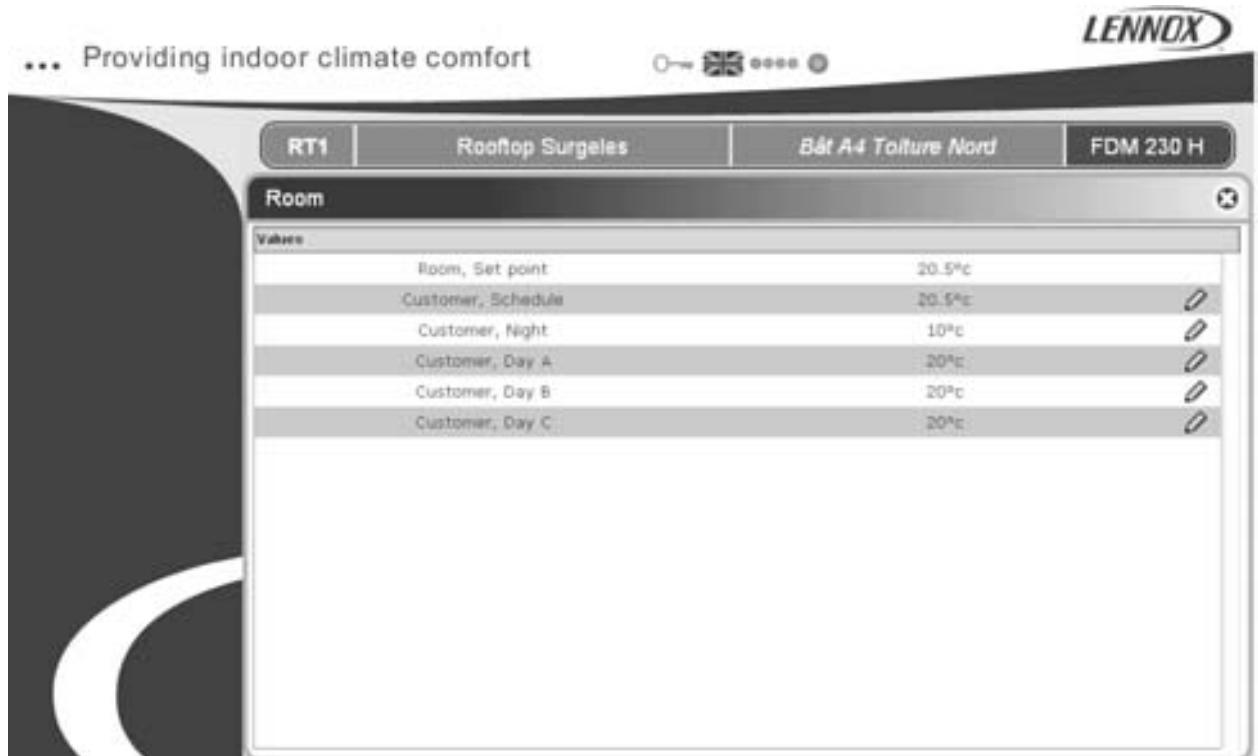 LENNOX
... Providing indoor climate comfort
RT1 Rooftop Surgeles Bât A4 Toiture Nord FDM 230 H
Room
Values
Room, Set point 20.5°c
Customer, Schedule 20.5°c
Customer, Night 10°c
Customer, Day A 20°c
Customer, Day B 20°c
Customer, Day C 20°c